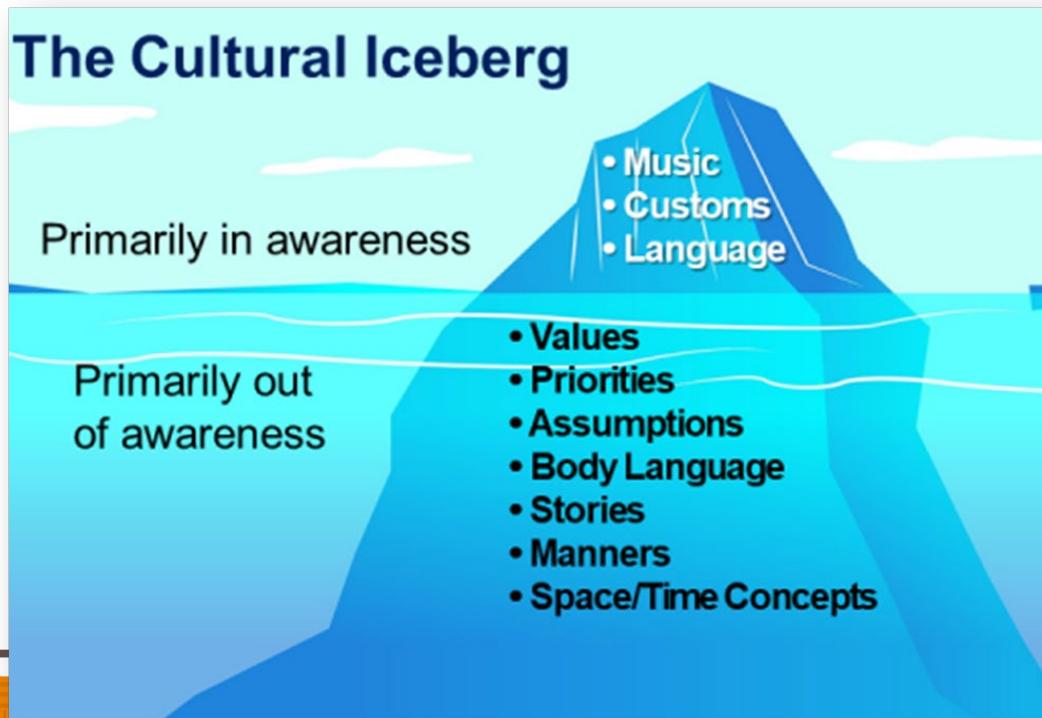 The Cultural Iceberg
• Music
• Customs
• Language
Primarily in awareness
• Values
• Priorities
• Assumptions
• Body Language
• Stories
• Manners
• Space/Time Concepts
Primarily out
of awareness